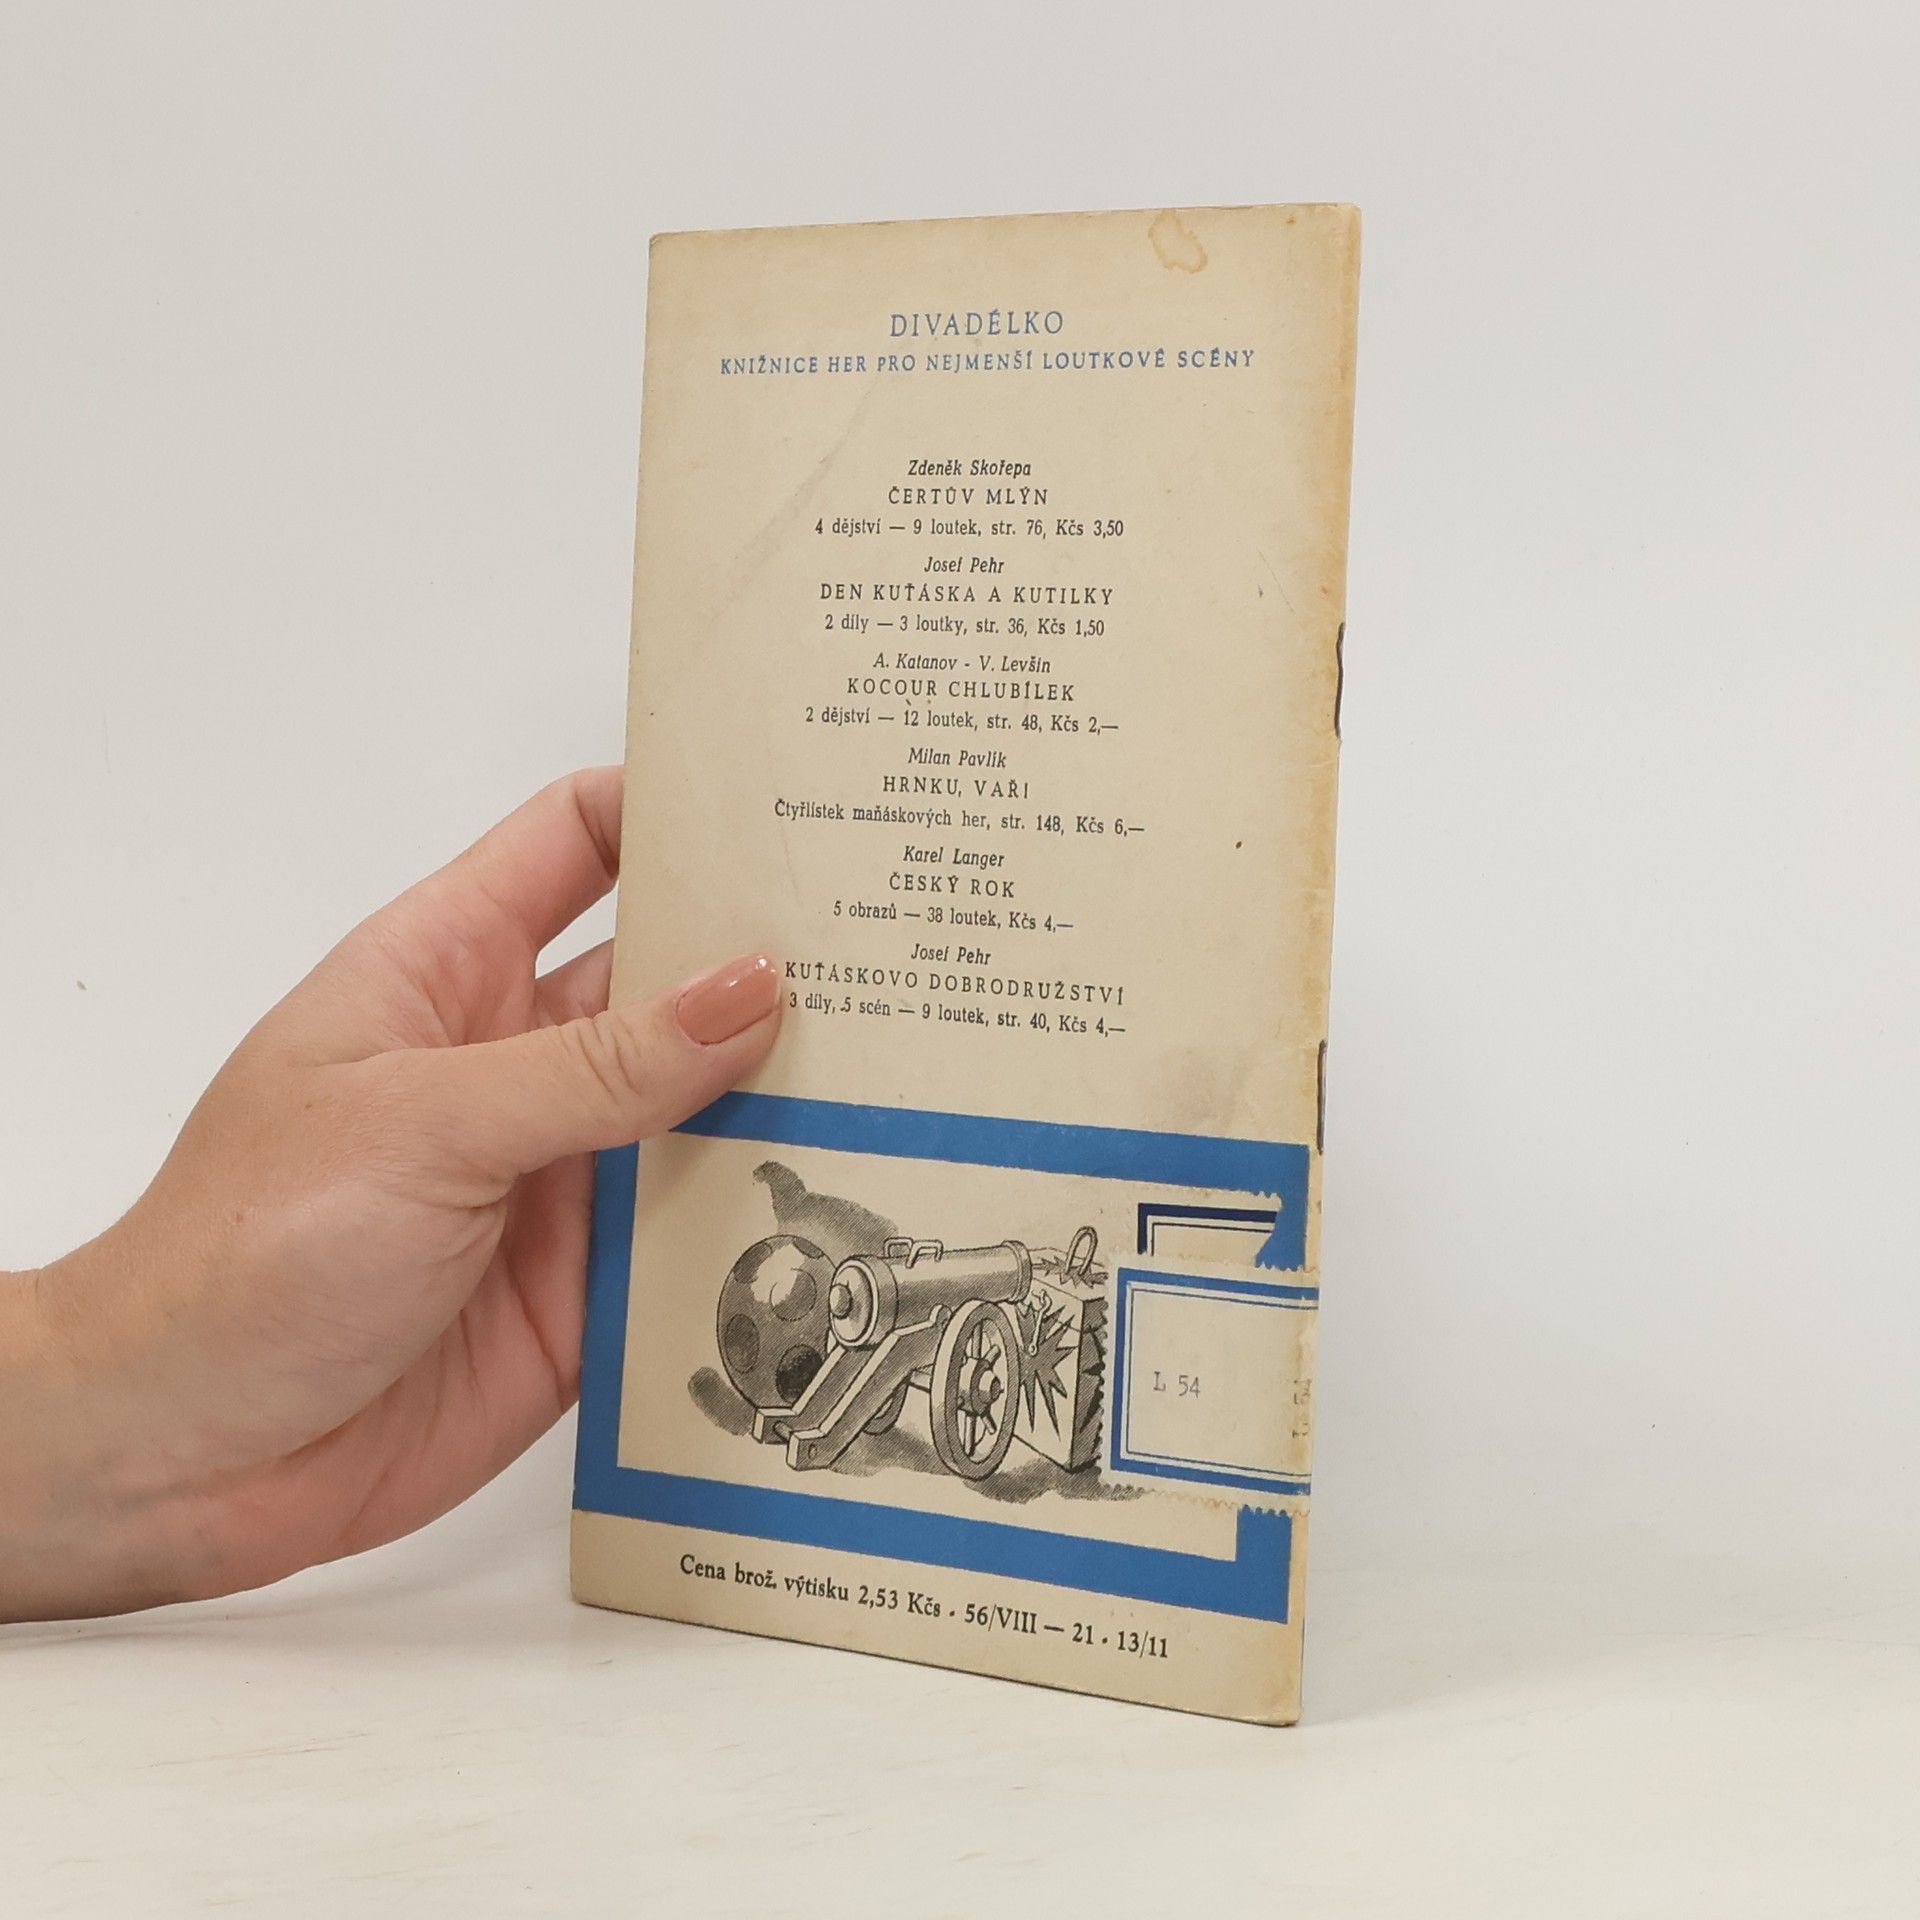 DIVADÉLKO
KNIŽNICE HER PRO NEJMENŠÍ LOUTKOVÉ SCÉNY
Zdeněk Skořepa
ČERTŮV MLÝN
4 dějství — 9 loutek, str. 76, Kčs 3,50
Josef Pehr
DEN KUŤÁSKA A KUTILKY
2 díly — 3 loutky, str. 36, Kčs 1,50
A. Katanov - V. Levšin
KOCOUR CHLUBÍLEK
2 dějství — 12 loutek, str. 48, Kčs 2,—
Milan Pavlík
HRNKU, VAŘ!
Čtyřlístek maňáskových her, str. 148, Kčs 6,—
Karel Langer
ČESKÝ ROK
5 obrazů — 38 loutek, Kčs 4,—
Josef Pehr
KUŤÁSKOVO DOBRODRUŽSTVÍ
3 díly, 5 scén — 9 loutek, str. 40, Kčs 4,—
L 54
L 54
Cena brož. výtisku 2,53 Kčs . 56/VIII — 21 . 13/11